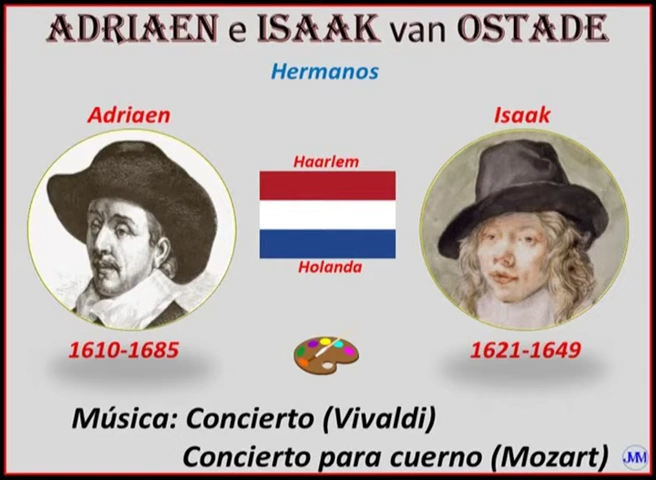 ADRIAEN e ISAAK van OSTADE
Hermanos
Adriaen
Isaak
Haarlem
Holanda
1610-1685
1621-1649
Música: Concierto (Vivaldi)
Concierto para cuerno (Mozart)
JMM